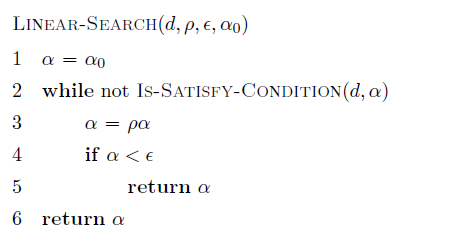 LINEAR-SEARCH(d, ρ, ϵ, α₀)
1 α = α₀
2 while not IS-SATISFY-CONDITION(d, α)
3 α = ρα
4 if α < ϵ
5 return α
6 return α